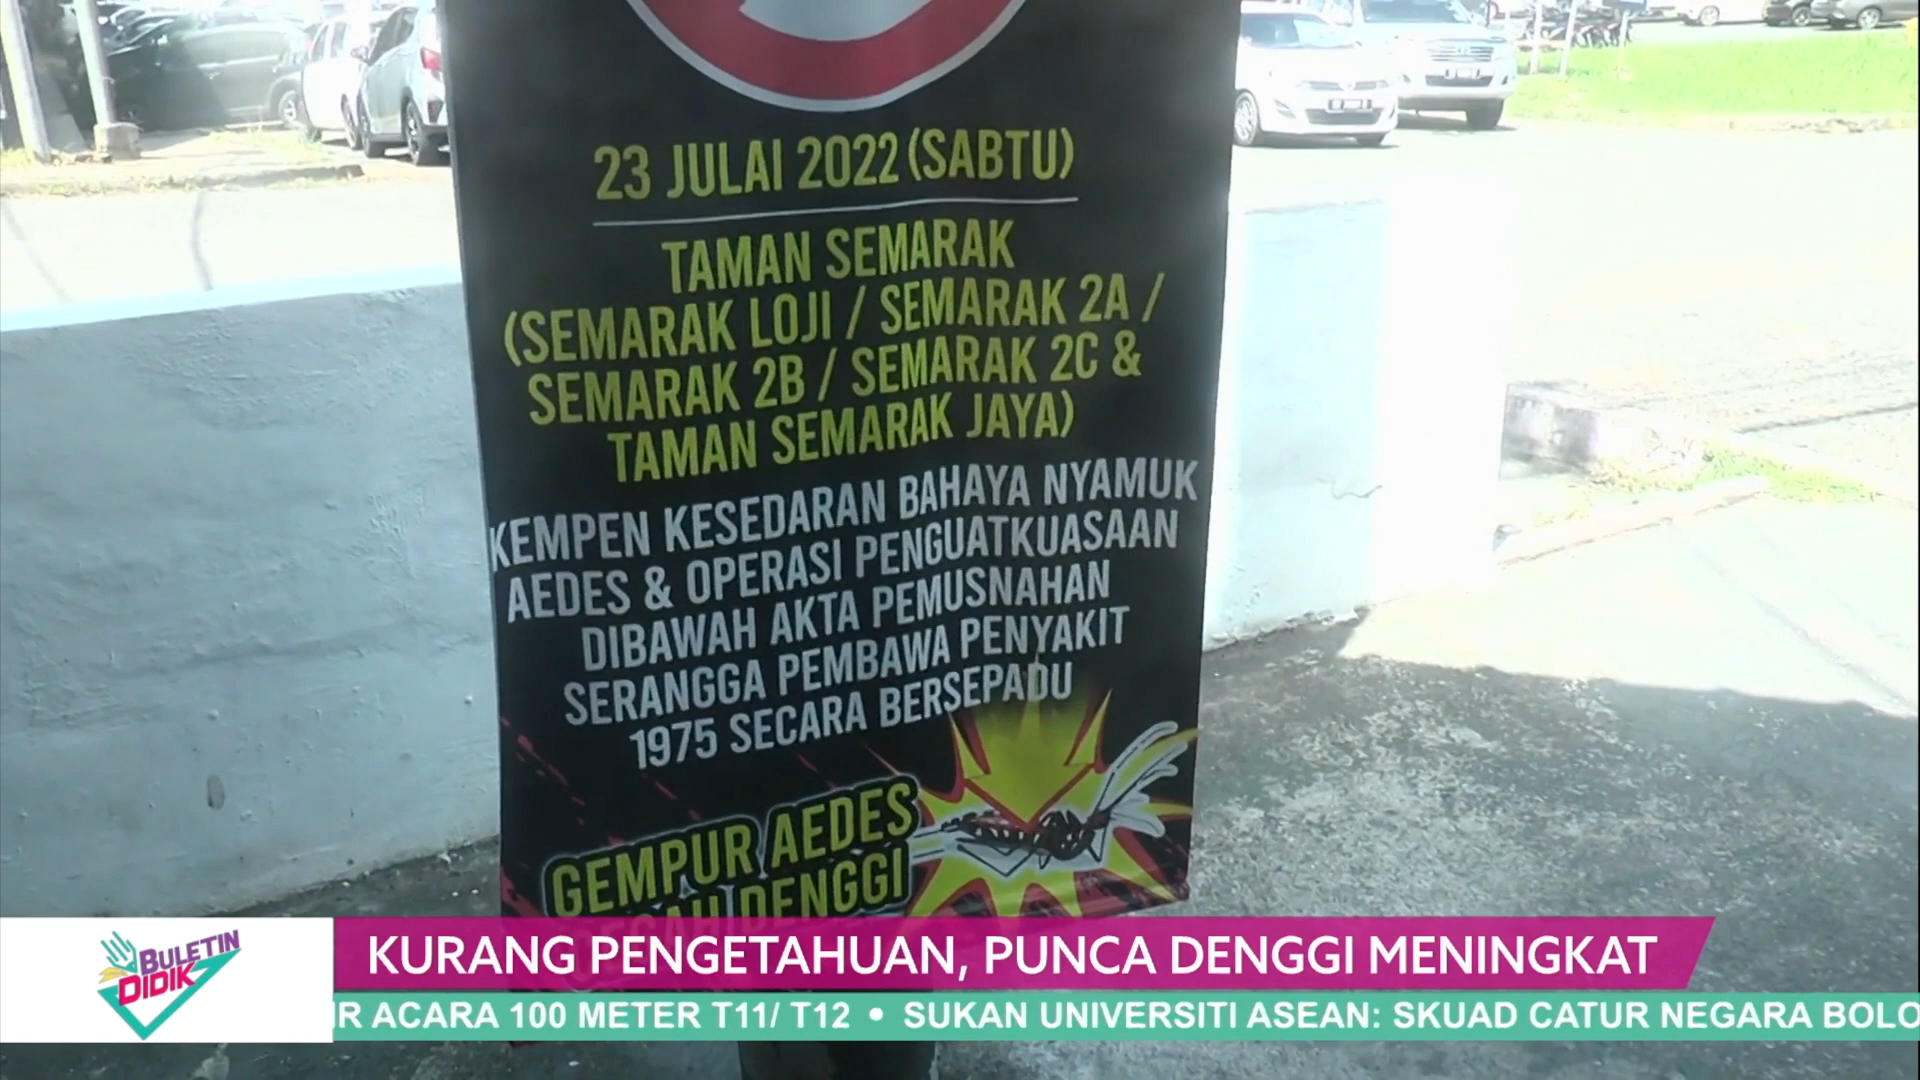 23 JULAI 2022 (SABTU)
TAMAN SEMARAK
(SEMARAK LOJI / SEMARAK 2A /
SEMARAK 2B / SEMARAK 2C &
TAMAN SEMARAK JAYA)
KEMPEN KESEDARAN BAHAYA NYAMUK
AEDES & OPERASI PENGUATKUASAAN
DIBAWAH AKTA PEMUSNAHAN
SERANGGA PEMBAWA PENYAKIT
1975 SECARA BERSEPADU
GEMPUR AEDES
DENGGI
BULETIN
DIDIK
KURANG PENGETAHUAN, PUNCA DENGGI MENINGKAT
ACARA 100 METER T11/ T12 • SUKAN UNIVERSITI ASEAN: SKUAD CATUR NEGARA